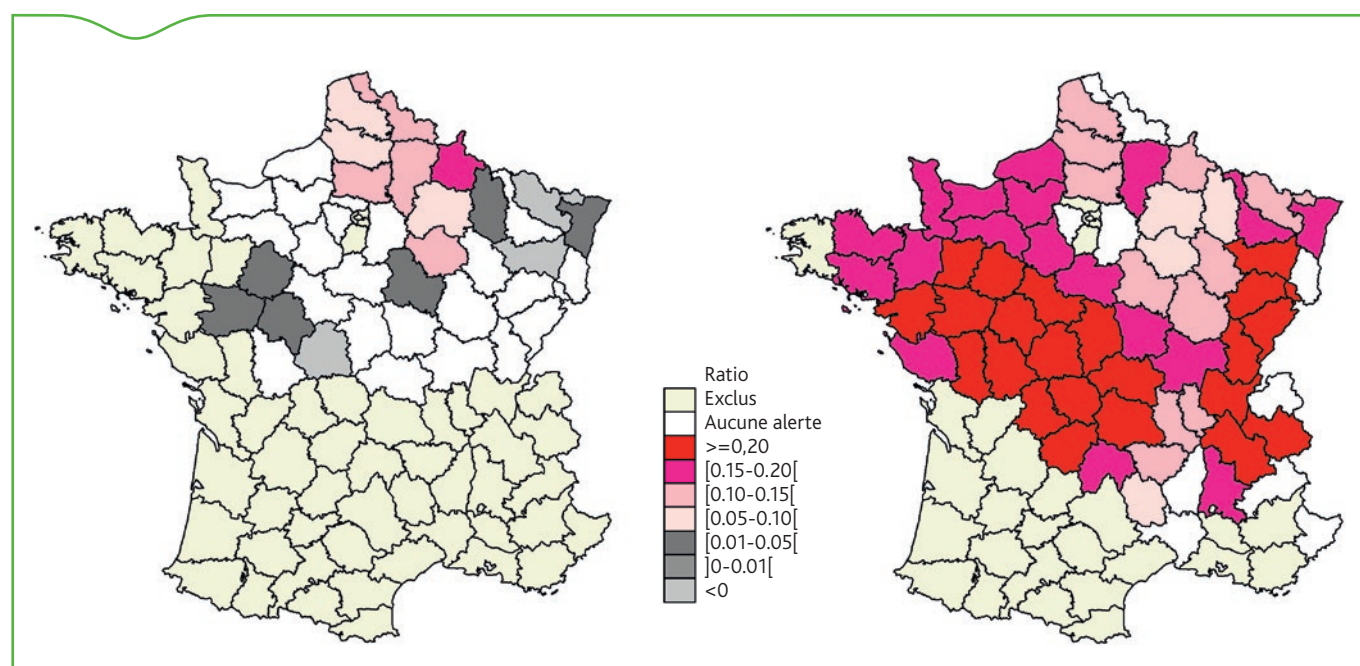 Ratio
Exclus
Aucune alerte
>=0,20
[0.15-0.20[
[0.10-0.15[
[0.05-0.10[
[0.01-0.05[
]0-0.01[
<0